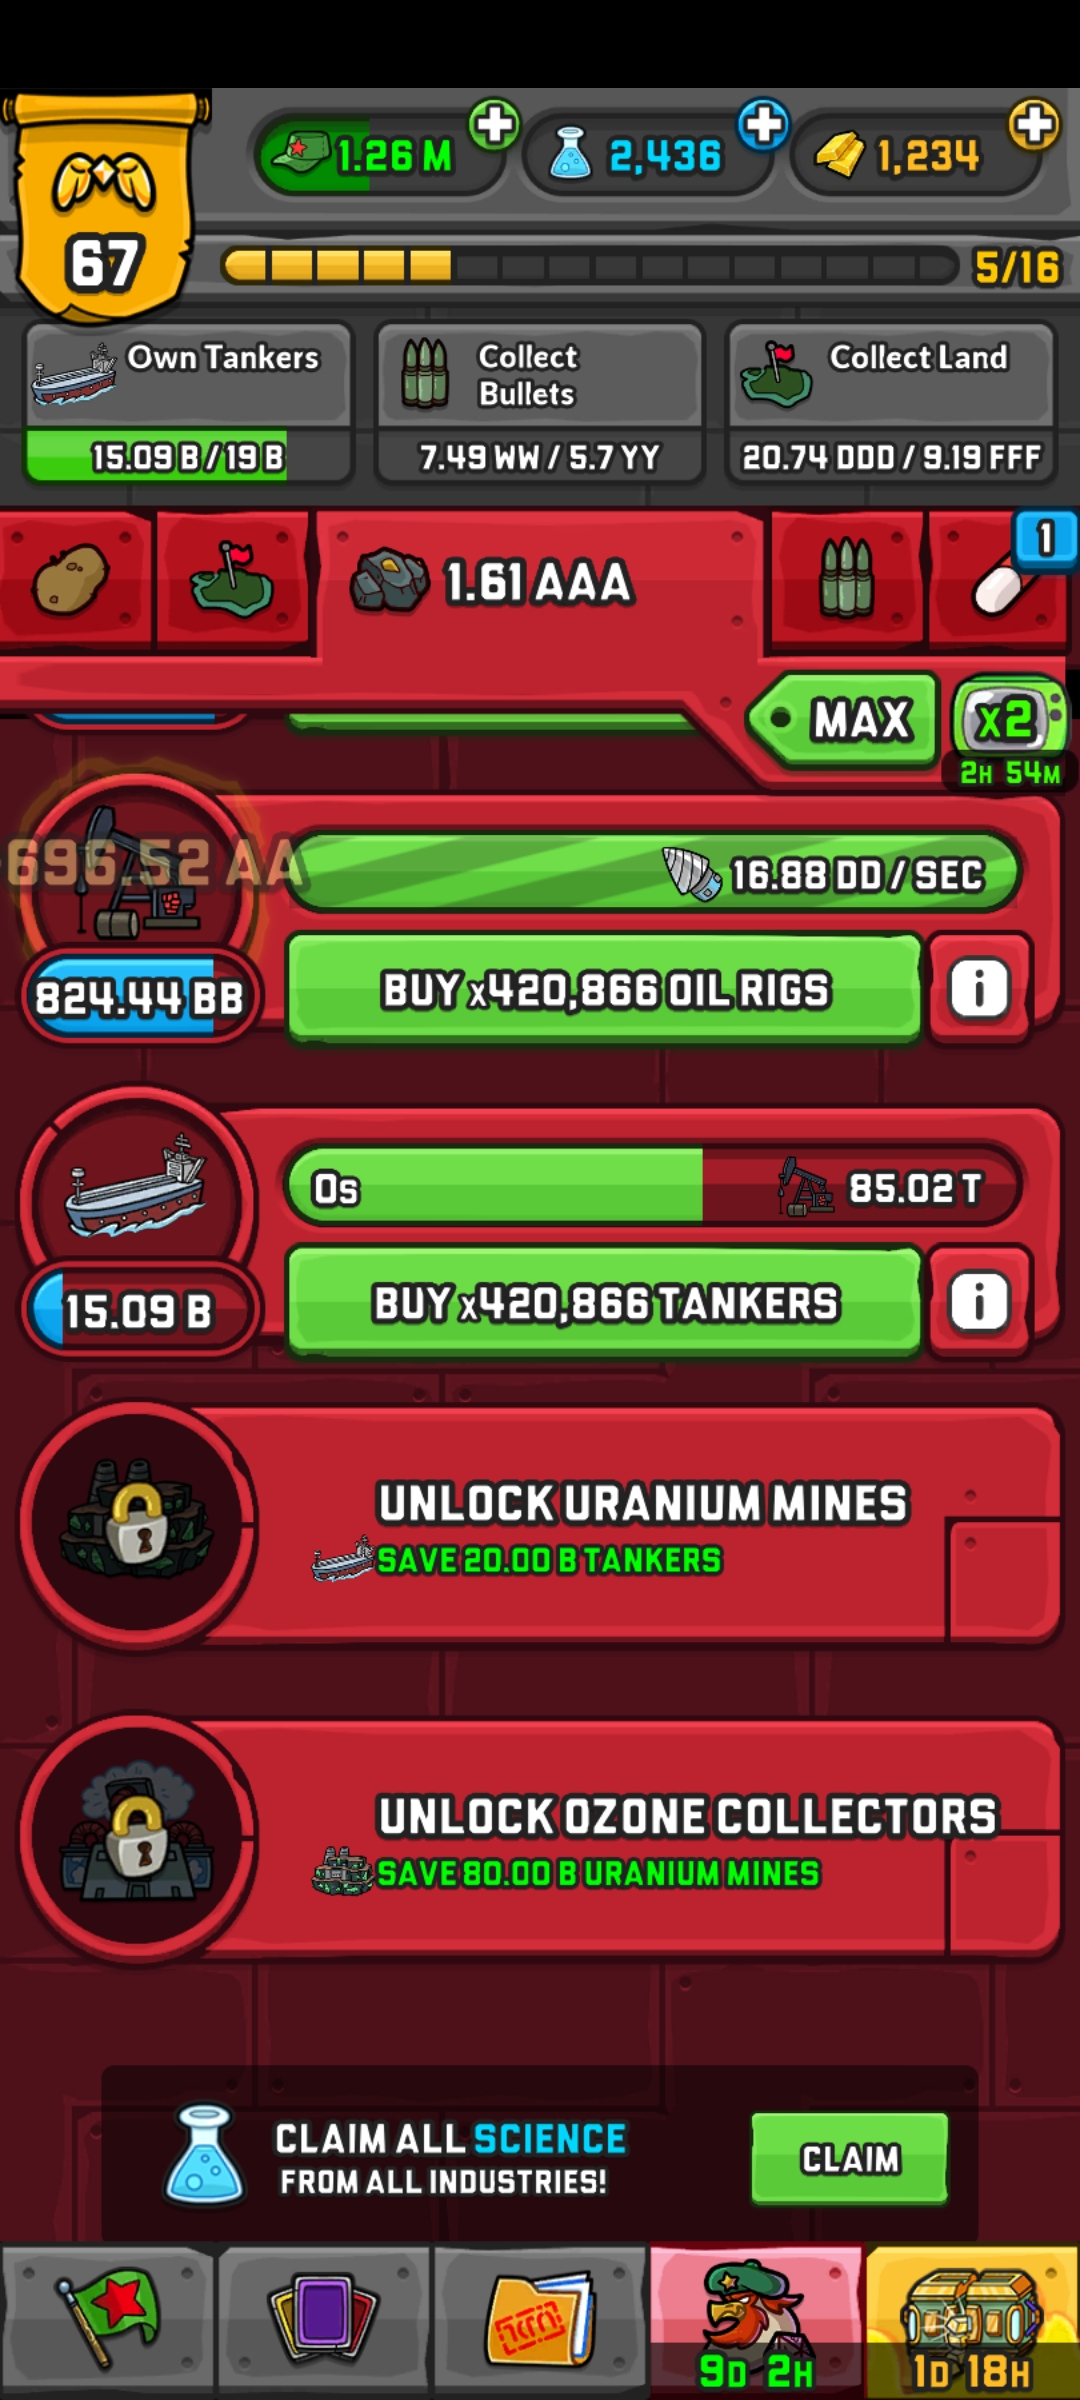 1.26 M
2,436
1,234
67
5/16
Own Tankers
15.09 B / 19 B
Collect
Bullets
7.49 WW / 5.7 YY
Collect Land
20.74 DDD / 9.19 FFF
1.61 AAA
1
MAX
x2
2H 54M
696.52 AA
16.88 DD / SEC
824.44 BB
BUY x420,866 OIL RIGS
i
0s
85.02 T
15.09 B
BUY x420,866 TANKERS
i
UNLOCK URANIUM MINES
SAVE 20.00 B TANKERS
UNLOCK OZONE COLLECTORS
SAVE 80.00 B URANIUM MINES
CLAIM ALL SCIENCE
FROM ALL INDUSTRIES!
CLAIM
9D 2H
1D 18H